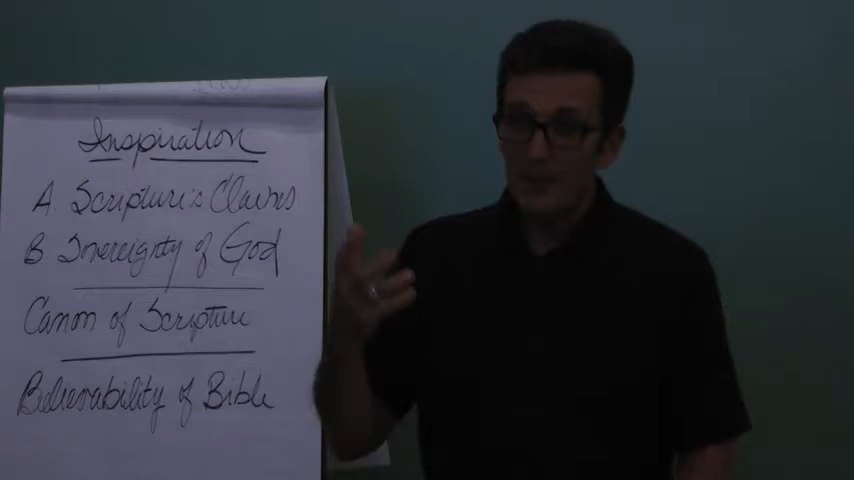 Inspiration
A. Scripture's Claims
B Sovereignty of God
Canon of Scripture
Believability of Bible